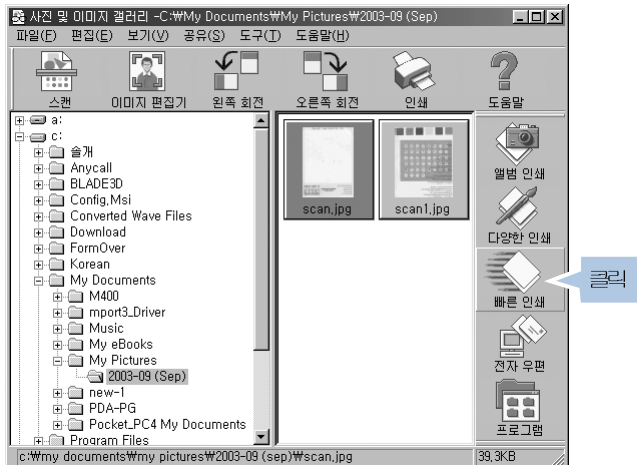 사진 및 이미지 갤러리 -C:₩My Documents₩My Pictures₩2003-09 (Sep)
파일(F) 편집(E) 보기(V) 공유(S) 도구(T) 도움말(H)
스캔 이미지 편집기 왼쪽 회전 오른쪽 회전 인쇄 도움말
a:
c:
솔개
Anycall
BLADE3D
Config.Msi
Converted Wave Files
Download
FormOver
Korean
My Documents
M400
mport3_Driver
Music
My eBooks
My Pictures
2003-09 (Sep)
new-1
PDA-PG
Pocket_PC4 My Documents
Program Files
scan.jpg scan1.jpg
앨범 인쇄
다양한 인쇄
빠른 인쇄
전자 우편
프로그램
클릭
c:₩my documents₩my pictures₩2003-09 (sep)₩scan.jpg 39.3KB